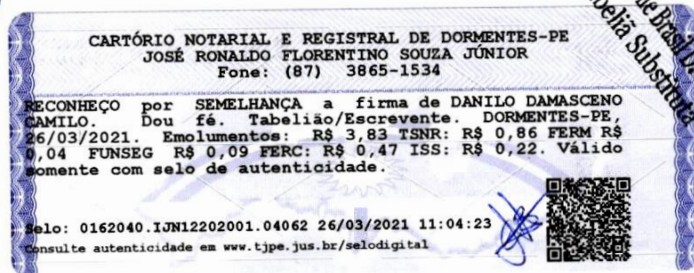 CARTÓRIO NOTARIAL E REGISTRAL DE DORMENTES-PE
JOSÉ RONALDO FLORENTINO SOUZA JÚNIOR
Fone: (87) 3865-1534
RECONHEÇO por SEMELHANÇA a firma de DANILO DAMASCENO
CAMILO. Dou fé. Tabelião/Escrevente. DORMENTES-PE,
26/03/2021. Emolumentos: R$ 3,83 TSNR: R$ 0,86 FERM R$
0,04 FUNSEG R$ 0,09 FERC: R$ 0,47 ISS: R$ 0,22. Válido
somente com selo de autenticidade.
Selo: 0162040.IJN12202001.04062 26/03/2021 11:04:23
Consulte autenticidade em www.tjpe.jus.br/selodigital
de Brasil
Substituta